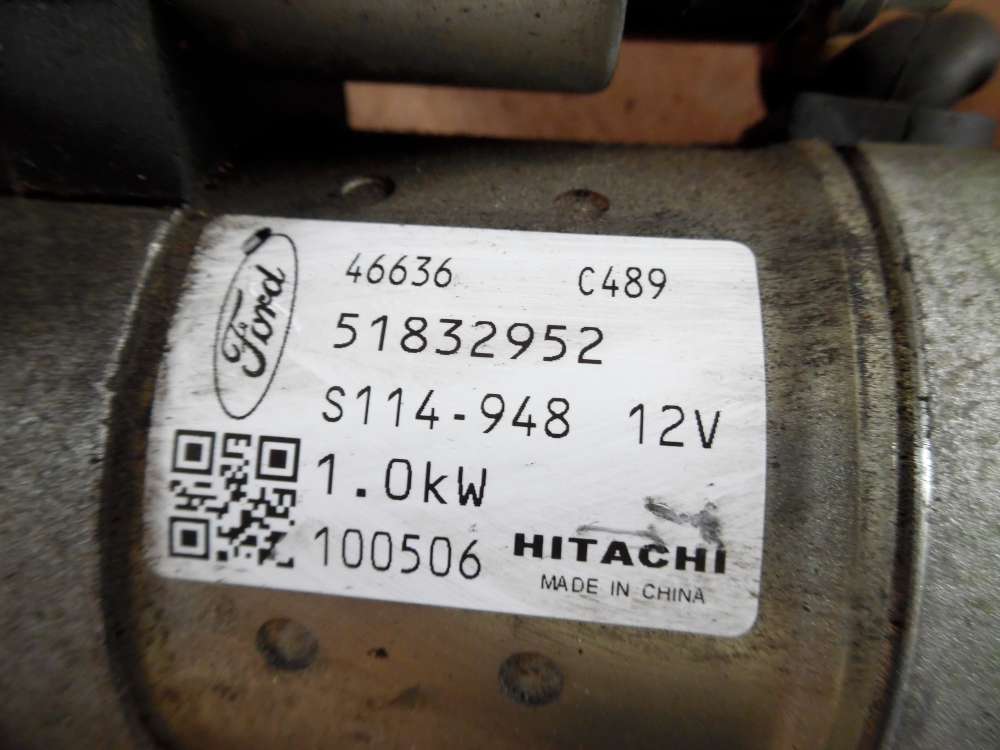 Ford
46636 C489
51832952
S114-948 12V
1.0kW
100506 HITACHI
MADE IN CHINA